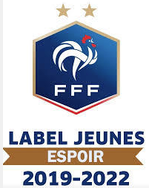 FFF
LABEL JEUNES
ESPOIR
2019-2022